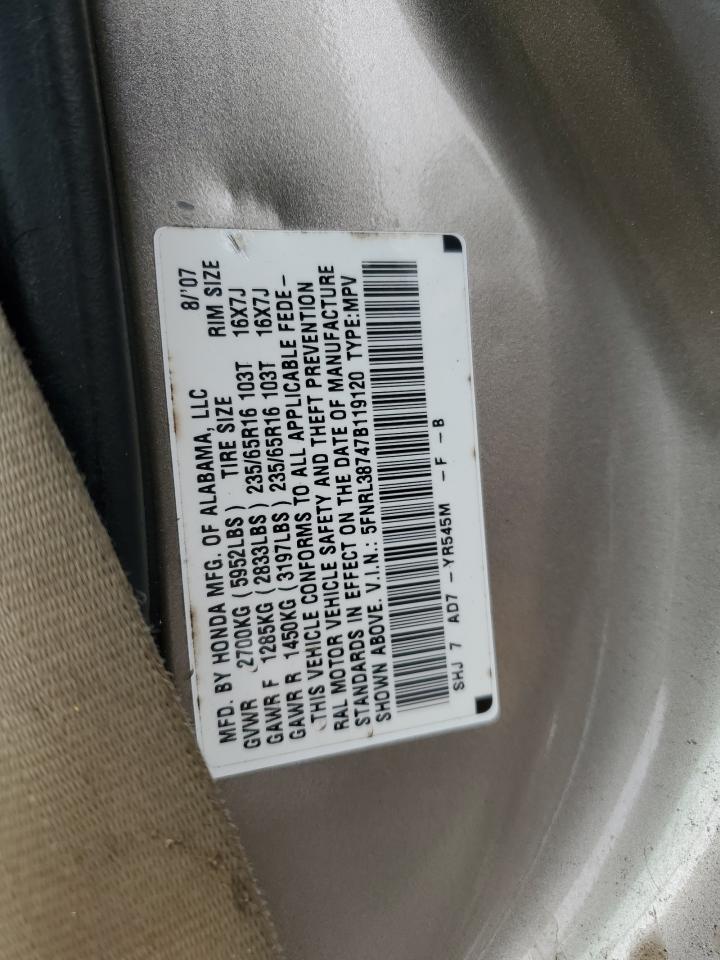 MFD. BY HONDA MFG. OF ALABAMA, LLC 8/'07
GVWR 2700KG (5952LBS) TIRE SIZE RIM SIZE
GAWR F 1285KG (2833LBS) 235/65R16 103T 16X7J
GAWR R 1450KG (3197LBS) 235/65R16 103T 16X7J
THIS VEHICLE CONFORMS TO ALL APPLICABLE FEDE-
RAL MOTOR VEHICLE SAFETY AND THEFT PREVENTION
STANDARDS IN EFFECT ON THE DATE OF MANUFACTURE
SHOWN ABOVE. V.I.N.: 5FNRL38747B119120 TYPE:MPV
SHJ 7 AD7 -YR545M -F -B